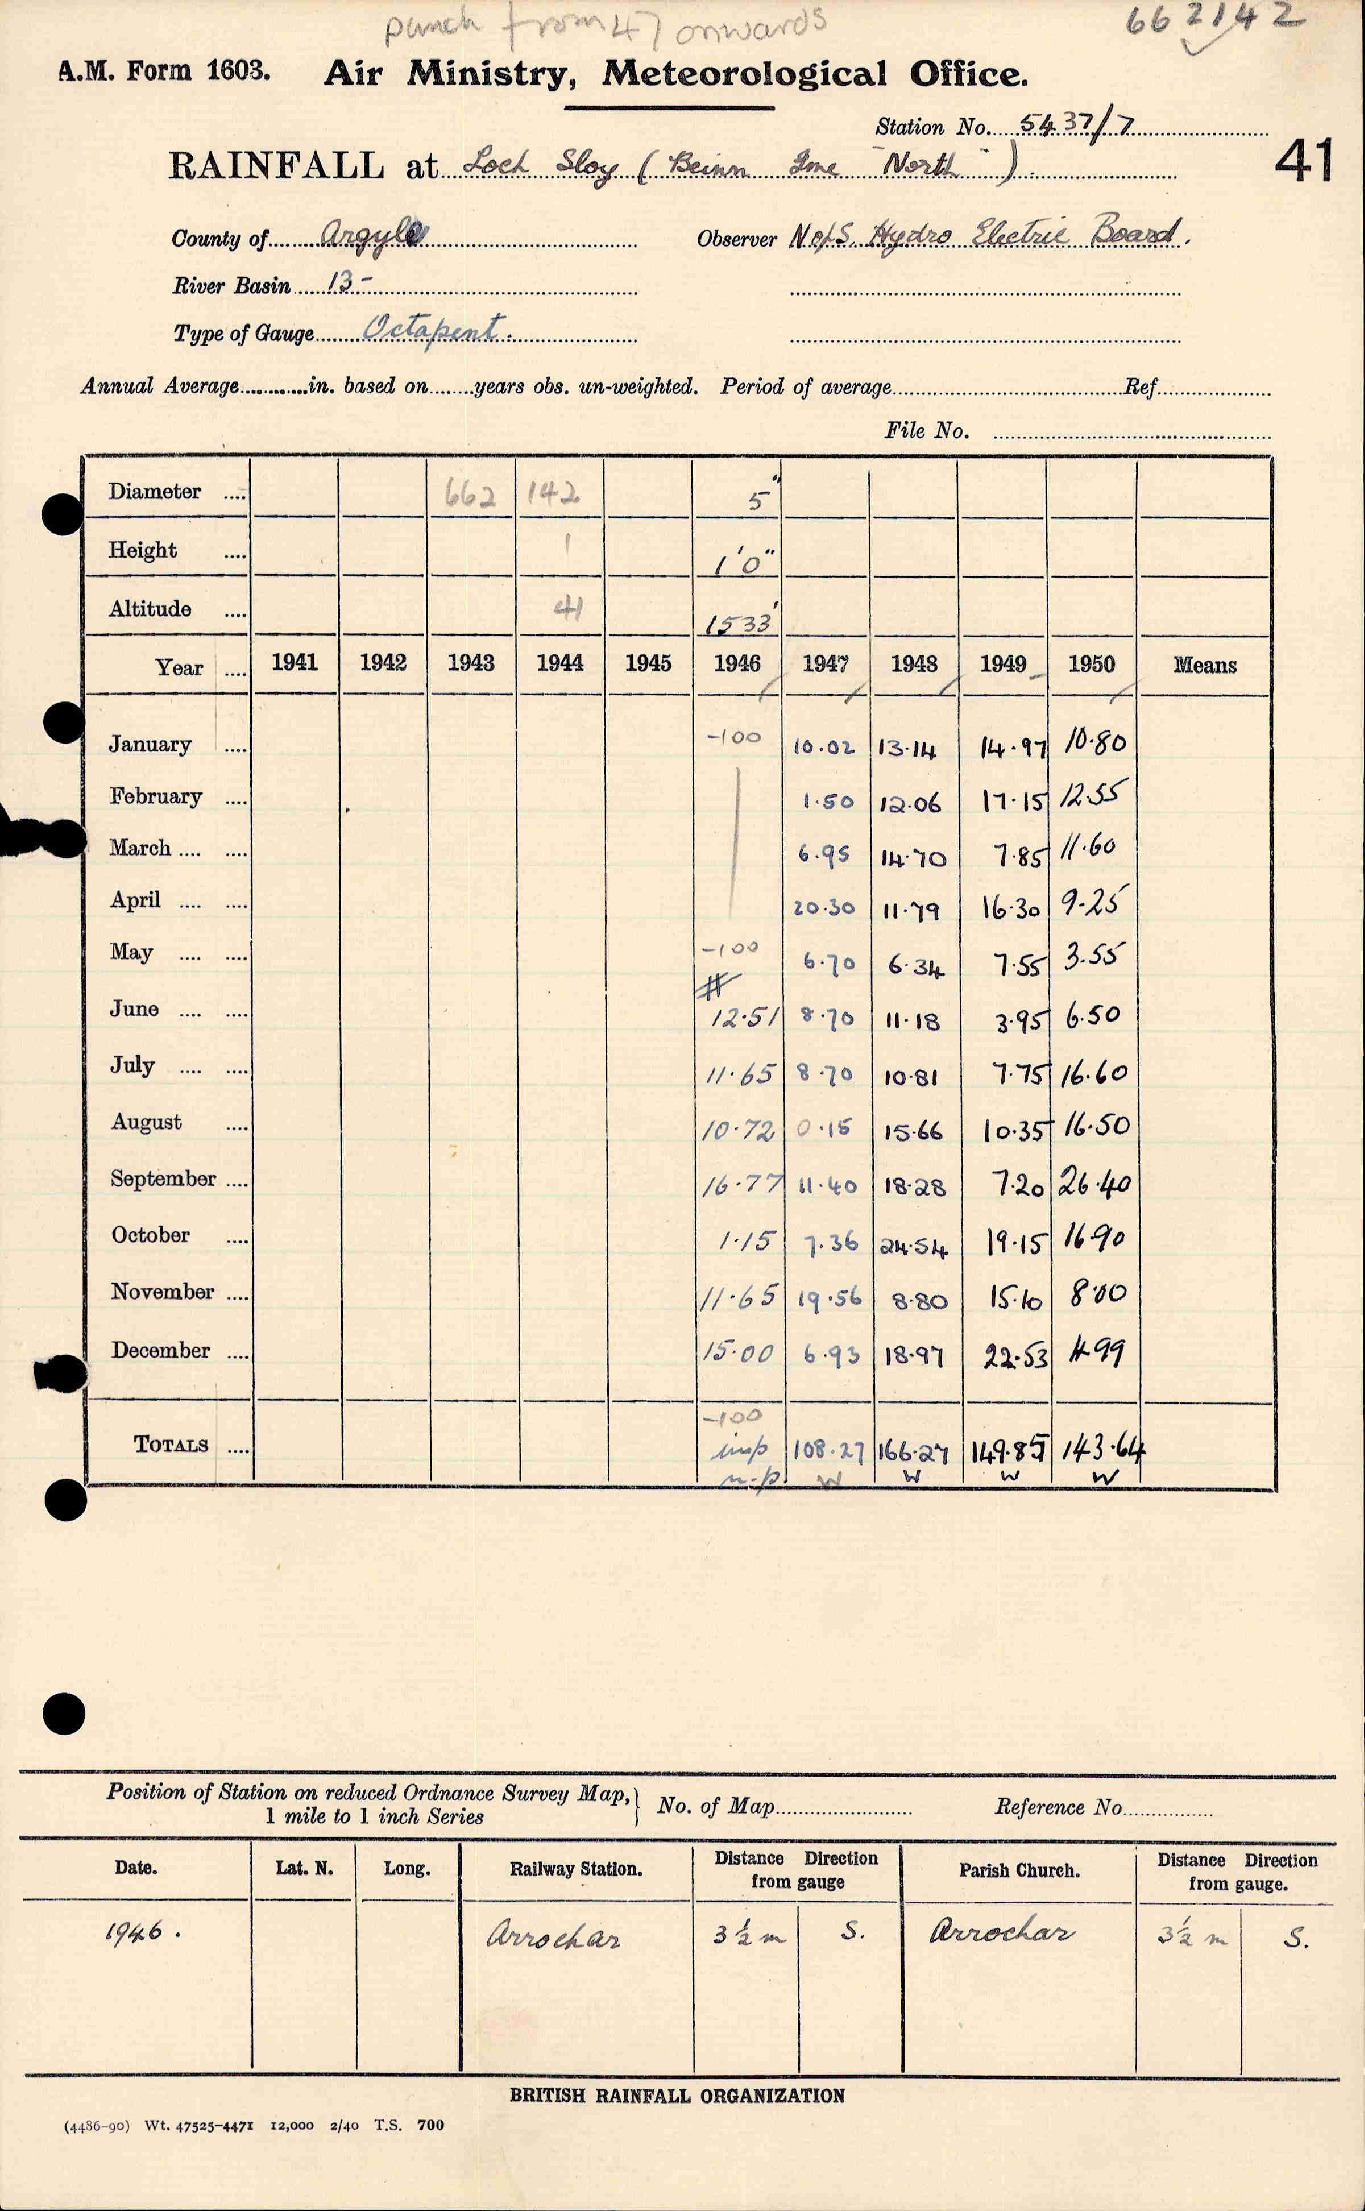 punch from 47 onwards
662142
A.M. Form 1603. Air Ministry, Meteorological Office.
Station No. 5437/7
RAINFALL at Loch Sloy (Beinn Ime "North") 41
County of Argyle Observer N of S. Hydro Electric Board.
River Basin 13-
Type of Gauge Octapent.
Annual Average............in. based on.......years obs. un-weighted. Period of average............Ref............
File No. ............
Diameter .... 662 142 5"
Height .... 1 1'0"
Altitude .... 41 1533'
Year .... 1941 1942 1943 1944 1945 1946 1947 1948 1949 1950 Means
January .... -100 10.02 13.14 14.97 10.80
February .... 1.50 12.06 17.15 12.55
March .... .... 6.95 14.70 7.85 11.60
April .... .... 20.30 11.79 16.30 9.25
May .... .... -100 6.70 6.34 7.55 3.55
#
June .... .... 12.51 8.70 11.18 3.95 6.50
July .... .... 11.65 8.70 10.81 7.75 16.60
August .... 10.72 0.15 15.66 10.35 16.50
September .... 16.77 11.40 18.28 7.20 26.40
October .... 1.15 7.36 24.54 19.15 16.90
November .... 11.65 19.56 8.80 15.10 8.00
December .... 15.00 6.93 18.97 22.53 4.99
-100
TOTALS .... imp 108.27 166.27 149.85 143.64
n.p. w w w w
Position of Station on reduced Ordnance Survey Map, 1 mile to 1 inch Series } No. of Map............ Reference No............
Date. Lat. N. Long. Railway Station. Distance Direction from gauge Parish Church. Distance Direction from gauge.
1946. Arrochar 3½ m S. Arrochar 3½ m S.
BRITISH RAINFALL ORGANIZATION
(4486-90) Wt. 47525-4471 12,000 2/40 T.S. 700